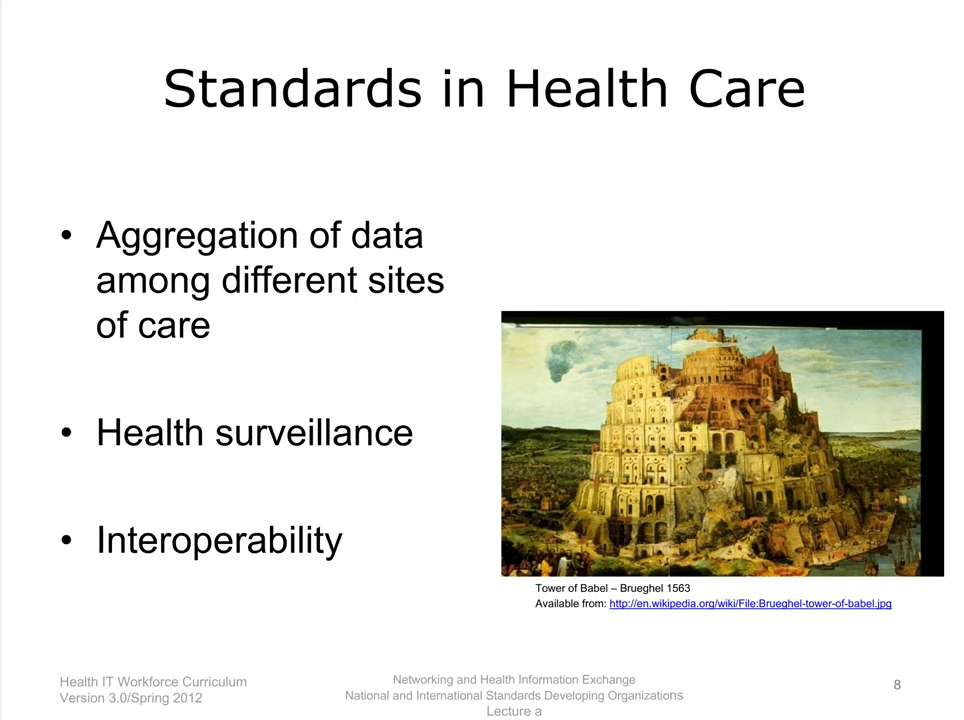 Standards in Health Care
• Aggregation of data
among different sites
of care
• Health surveillance
• Interoperability
Tower of Babel – Brueghel 1563
Available from: http://en.wikipedia.org/wiki/File:Brueghel-tower-of-babel.jpg
Health IT Workforce Curriculum
Version 3.0/Spring 2012
Networking and Health Information Exchange
National and International Standards Developing Organizations
Lecture a
8